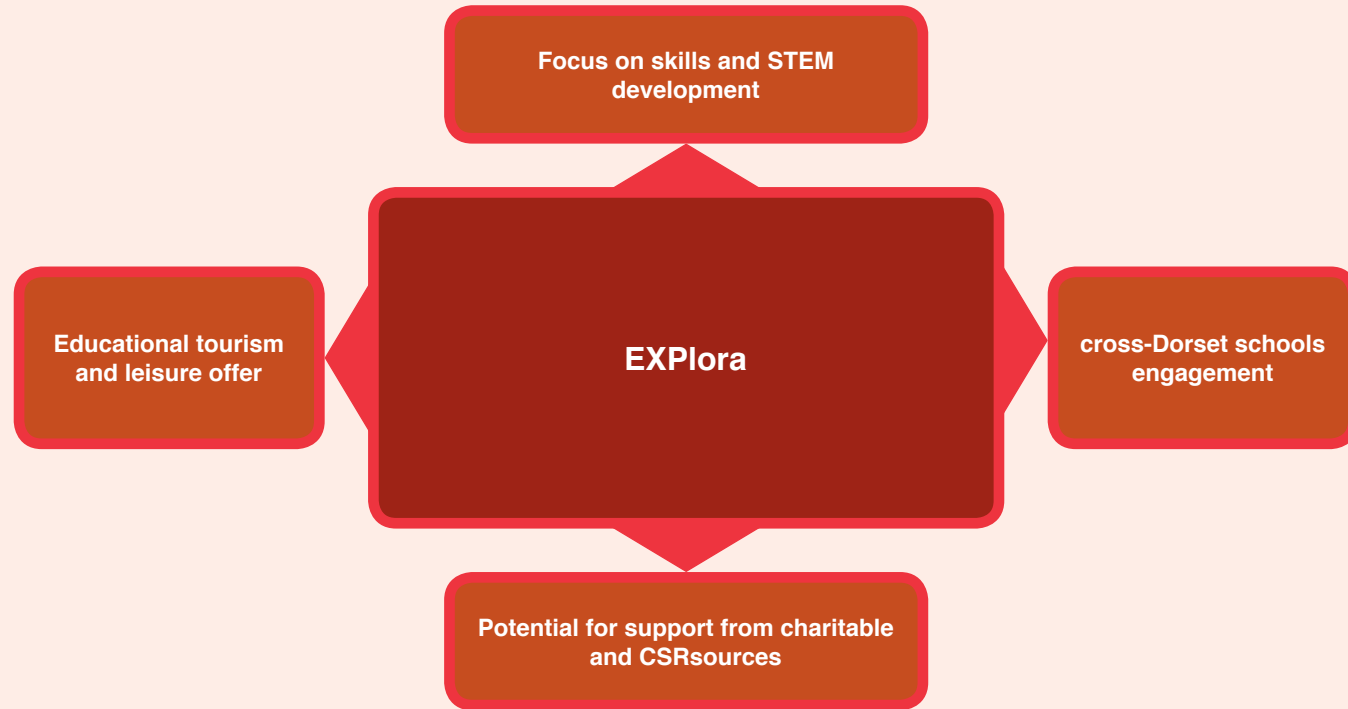 Focus on skills and STEM
development
Educational tourism
and leisure offer
EXPlora
cross-Dorset schools
engagement
Potential for support from charitable
and CSRsources